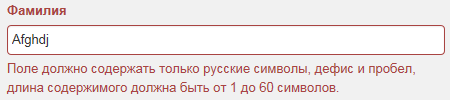 Фамилия
Afghdj
Поле должно содержать только русские символы, дефис и пробел,
длина содержимого должна быть от 1 до 60 символов.